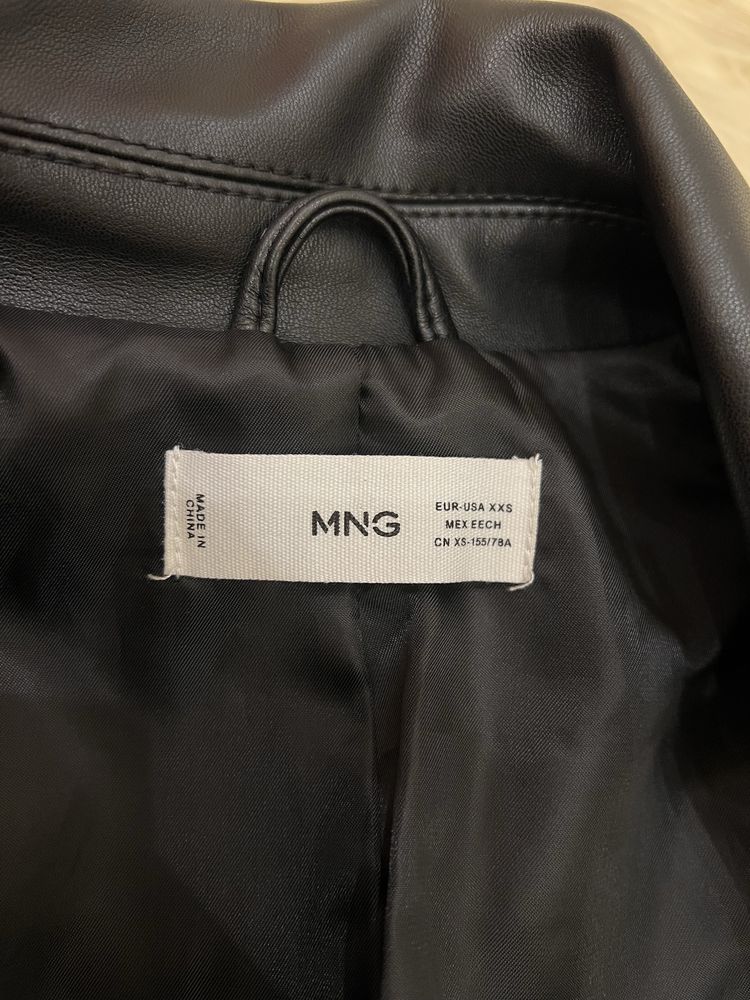 MADE IN
CHINA
MNG
EUR-USA XXS
MEX EECH
CN XS-155/78A